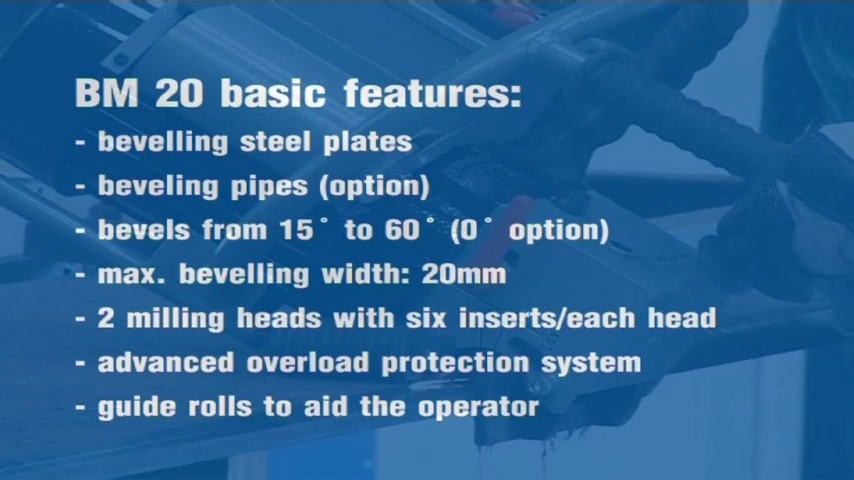 BM 20 basic features:
- bevelling steel plates
- beveling pipes (option)
- bevels from 15° to 60° (0° option)
- max. bevelling width: 20mm
- 2 milling heads with six inserts/each head
- advanced overload protection system
- guide rolls to aid the operator